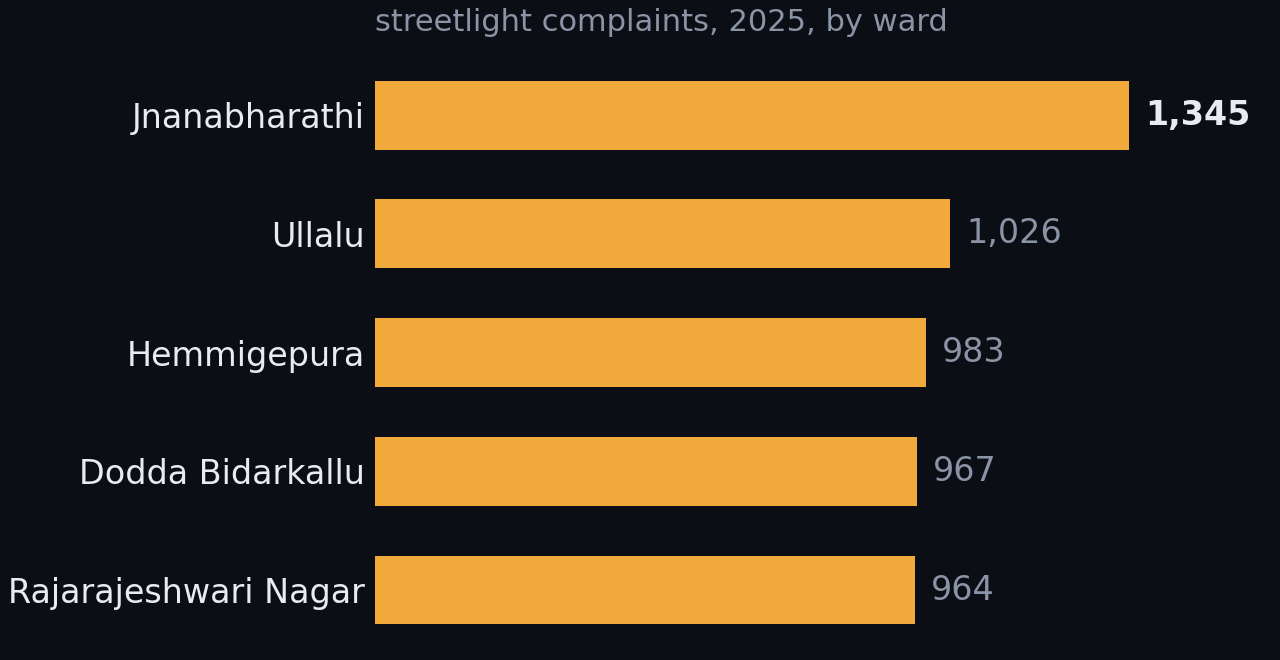 streetlight complaints, 2025, by ward
Jnanabharathi 1,345
Ullalu 1,026
Hemmigepura 983
Dodda Bidarkallu 967
Rajarajeshwari Nagar 964